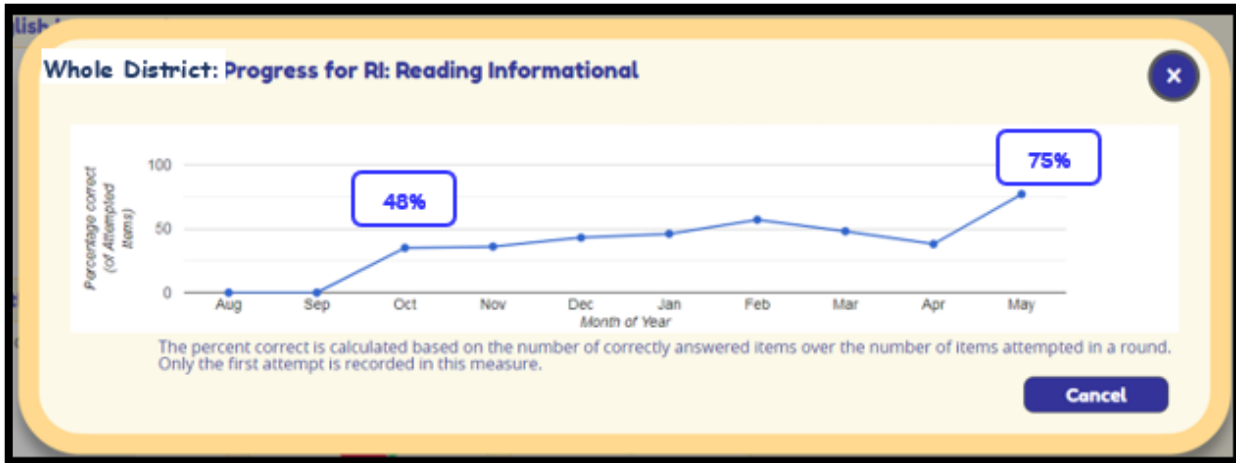 lish
Whole District: Progress for RI: Reading Informational
×
Percentage correct
(of Attempted
Items)
100
50
0
48%
75%
Aug Sep Oct Nov Dec Jan Feb Mar Apr May
Month of Year
The percent correct is calculated based on the number of correctly answered items over the number of items attempted in a round.
Only the first attempt is recorded in this measure.
Cancel